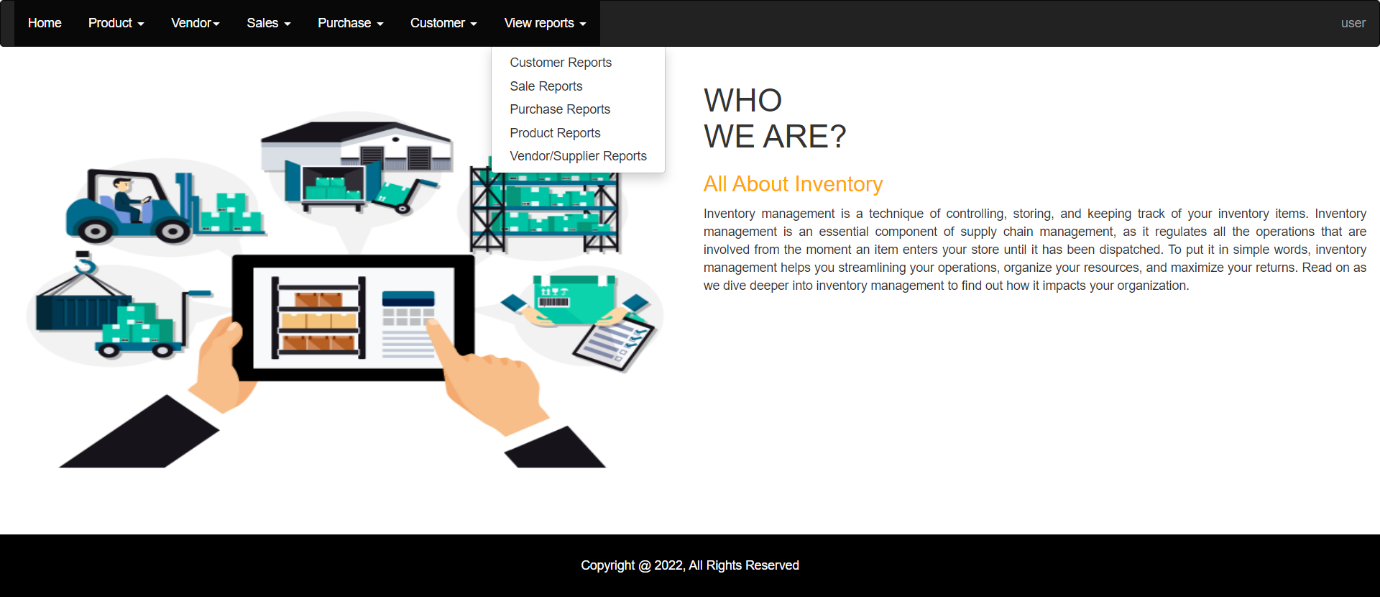 Home Product Vendor Sales Purchase Customer View reports user
Customer Reports
Sale Reports
Purchase Reports
Product Reports
Vendor/Supplier Reports
WHO
WE ARE?
All About Inventory
Inventory management is a technique of controlling, storing, and keeping track of your inventory items. Inventory
management is an essential component of supply chain management, as it regulates all the operations that are
involved from the moment an item enters your store until it has been dispatched. To put it in simple words, inventory
management helps you streamlining your operations, organize your resources, and maximize your returns. Read on as
we dive deeper into inventory management to find out how it impacts your organization.
Copyright @ 2022, All Rights Reserved